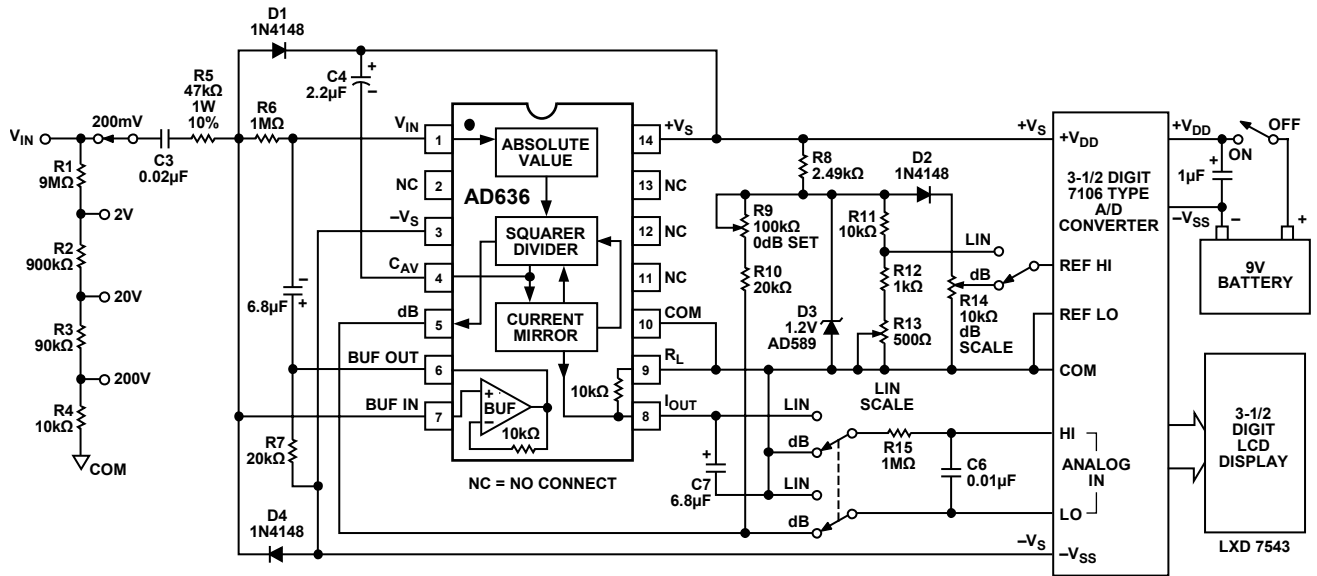 D1
1N4148
V_IN
200mV
R5
47kΩ
1W
10%
R6
1MΩ
C3
0.02µF
R1
9MΩ
2V
R2
900kΩ
20V
R3
90kΩ
200V
R4
10kΩ
COM
C4
2.2µF
+
–
–
+
6.8µF
R7
20kΩ
D4
1N4148
V_IN
1
NC
2
–V_S
3
C_AV
4
dB
5
BUF OUT
6
BUF IN
7
ABSOLUTE
VALUE
AD636
SQUARER
DIVIDER
CURRENT
MIRROR
+
BUF
–
10kΩ
10kΩ
+V_S
14
13
NC
12
NC
11
NC
10
COM
9
R_L
8
I_OUT
NC = NO CONNECT
R8
2.49kΩ
D2
1N4148
R9
100kΩ
0dB SET
R10
20kΩ
R11
10kΩ
R12
1kΩ
R13
500Ω
D3
1.2V
AD589
LIN
dB
R14
10kΩ
dB
SCALE
LIN
SCALE
+
C7
6.8µF
LIN
dB
LIN
dB
R15
1MΩ
C6
0.01µF
+V_S
+V_DD
3-1/2 DIGIT
7106 TYPE
A/D
CONVERTER
REF HI
REF LO
COM
HI
ANALOG
IN
LO
–V_S
–V_SS
+V_DD
ON
OFF
+
1µF
–V_SS
–
+
9V
BATTERY
3-1/2
DIGIT
LCD
DISPLAY
LXD 7543